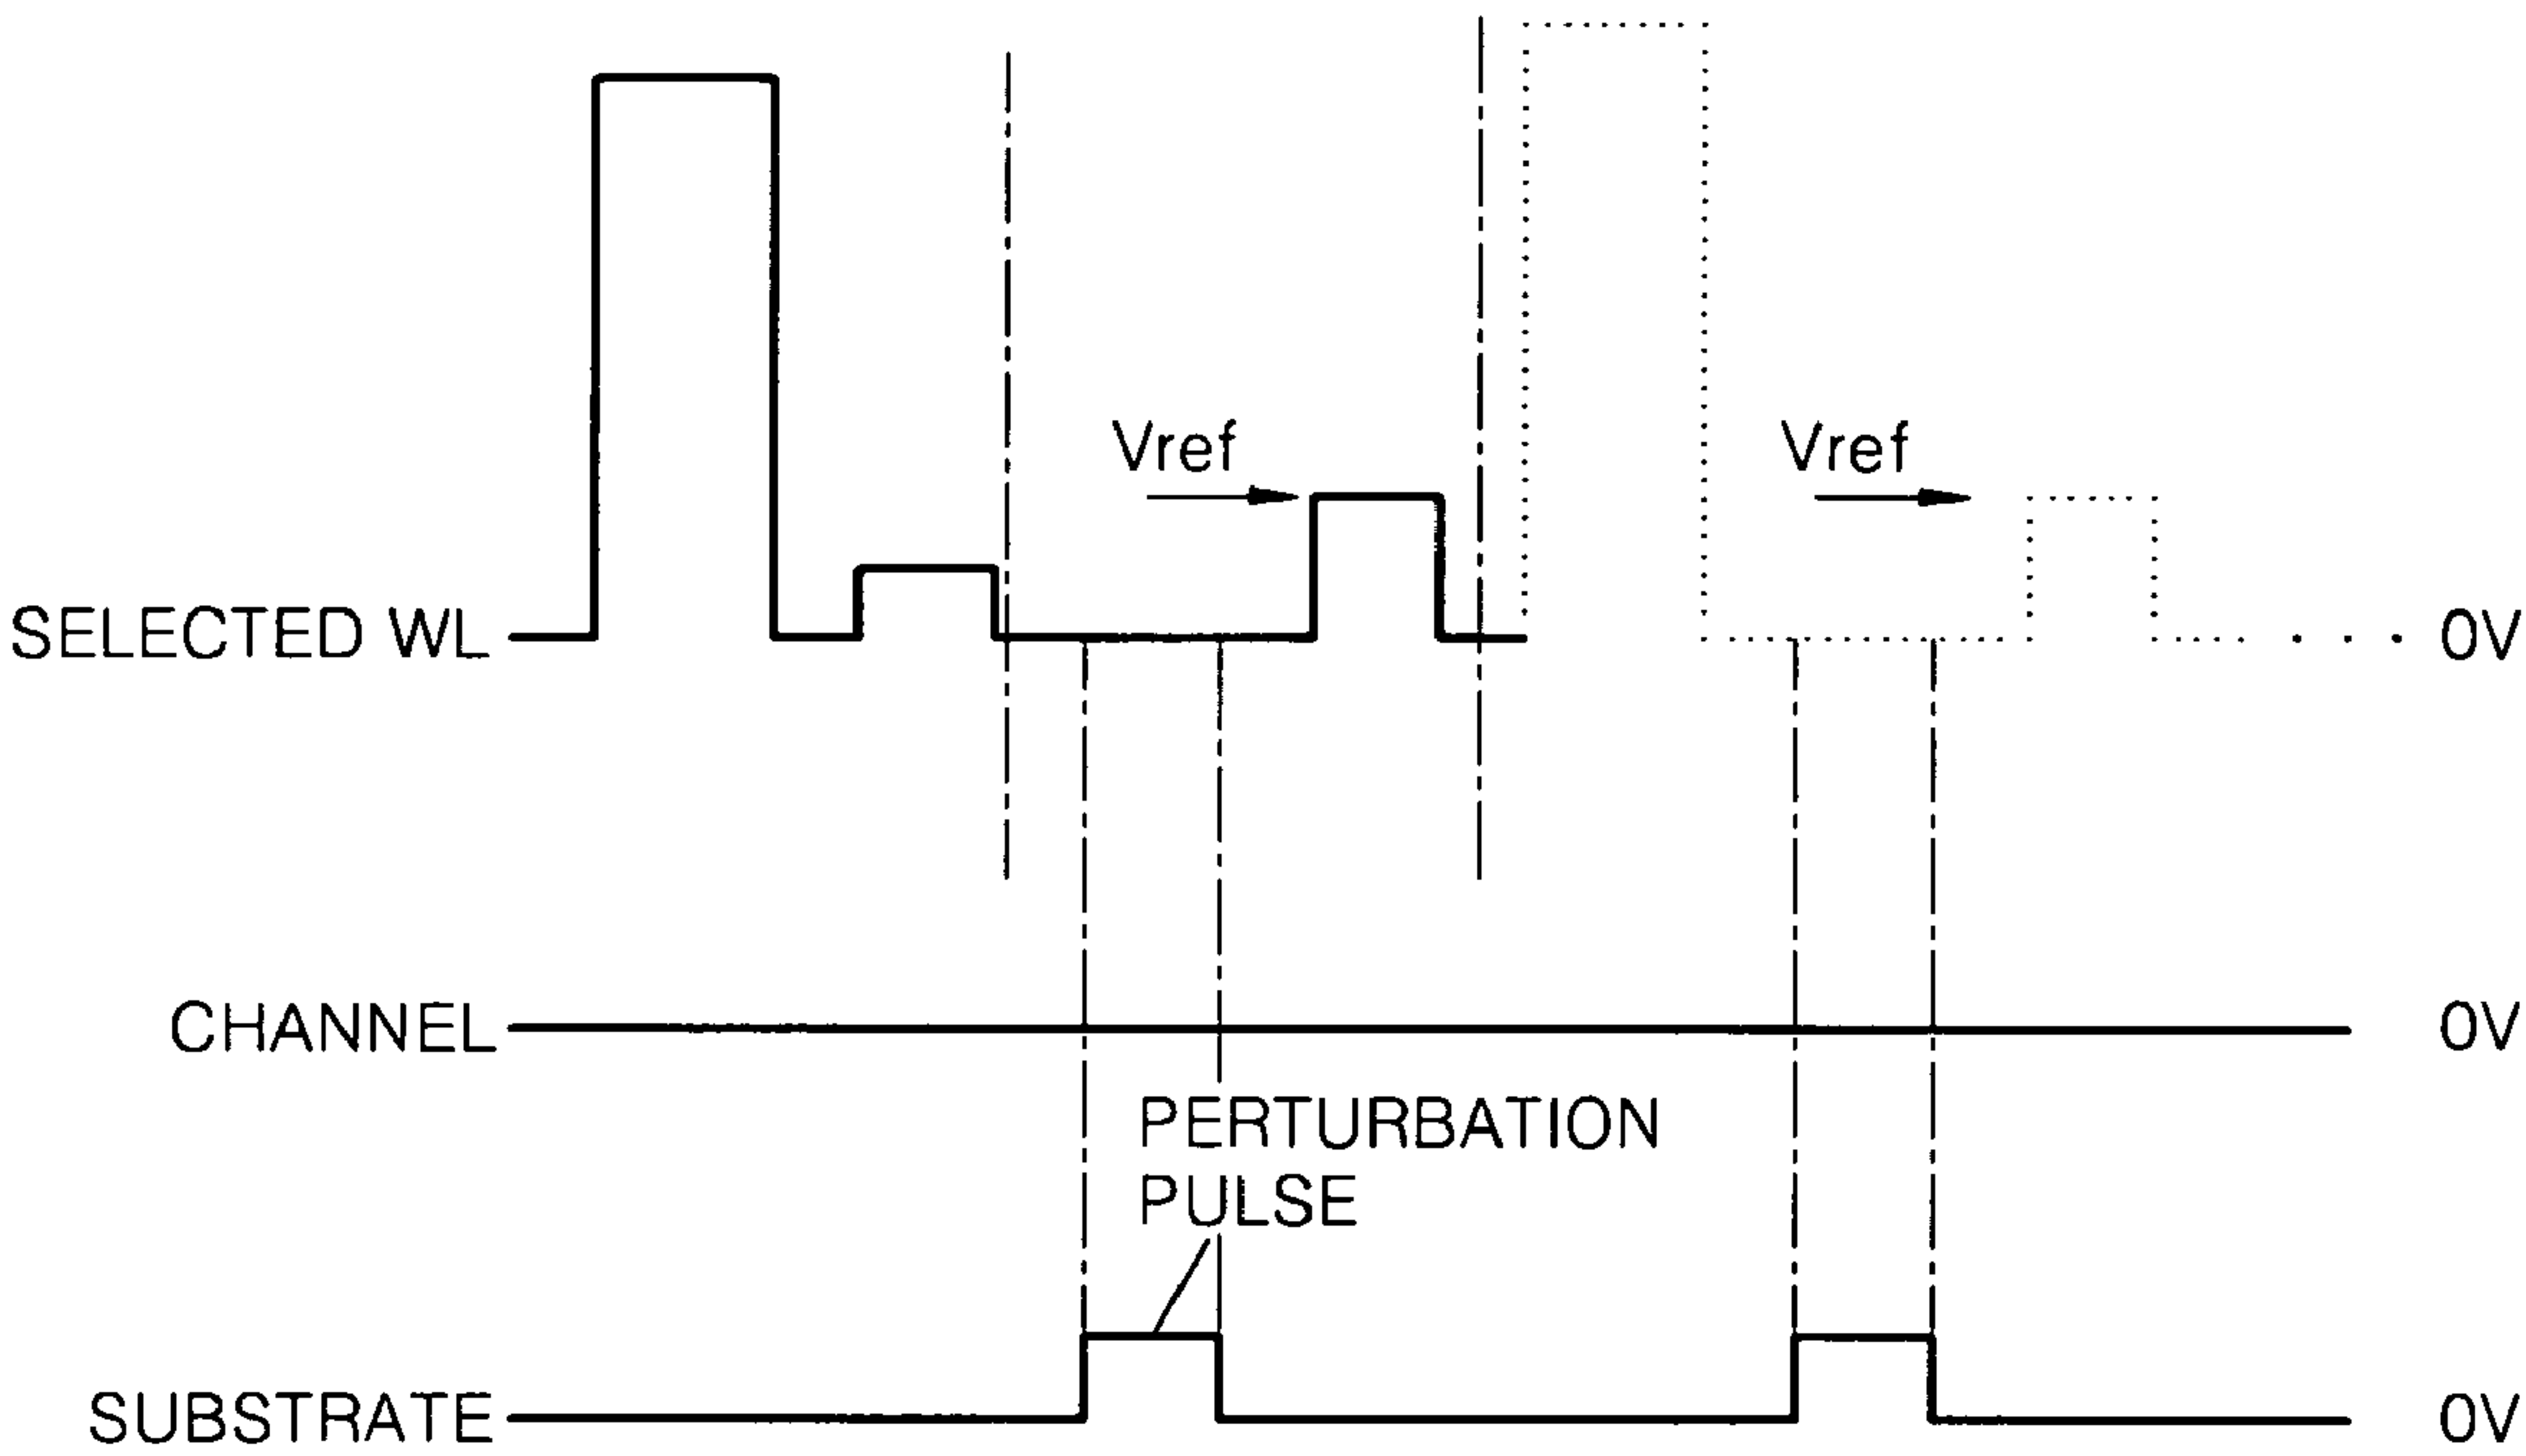 Vref
Vref
SELECTED WL
0V
CHANNEL
0V
PERTURBATION
PULSE
SUBSTRATE
0V